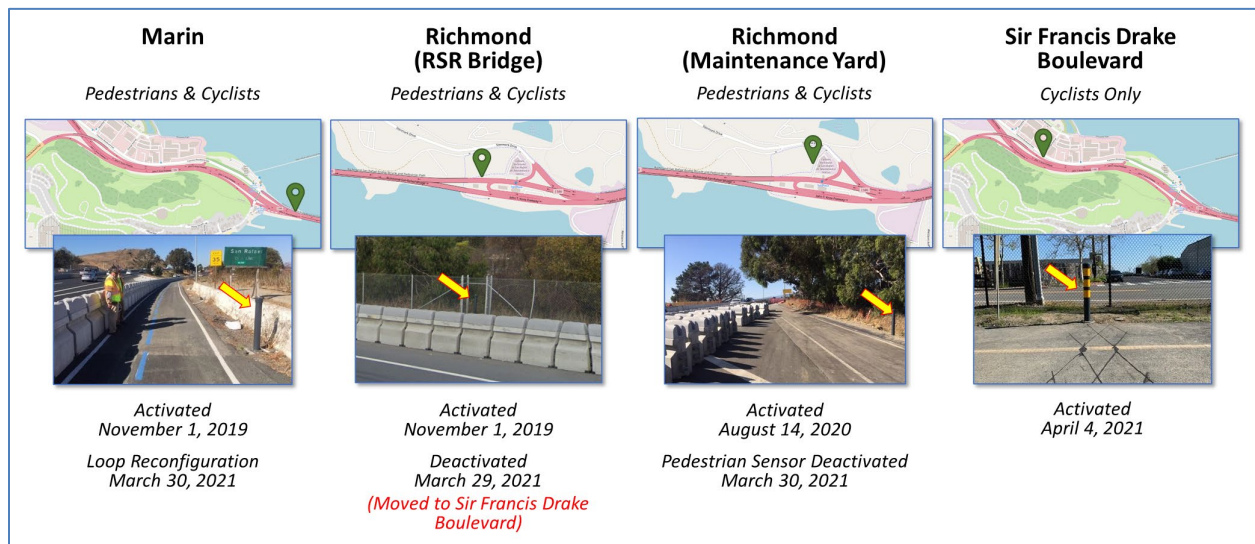 Marin
Pedestrians & Cyclists
San Rafael
Activated
November 1, 2019
Loop Reconfiguration
March 30, 2021
Richmond
(RSR Bridge)
Pedestrians & Cyclists
Activated
November 1, 2019
Deactivated
March 29, 2021
(Moved to Sir Francis Drake
Boulevard)
Richmond
(Maintenance Yard)
Pedestrians & Cyclists
Activated
August 14, 2020
Pedestrian Sensor Deactivated
March 30, 2021
Sir Francis Drake
Boulevard
Cyclists Only
Activated
April 4, 2021